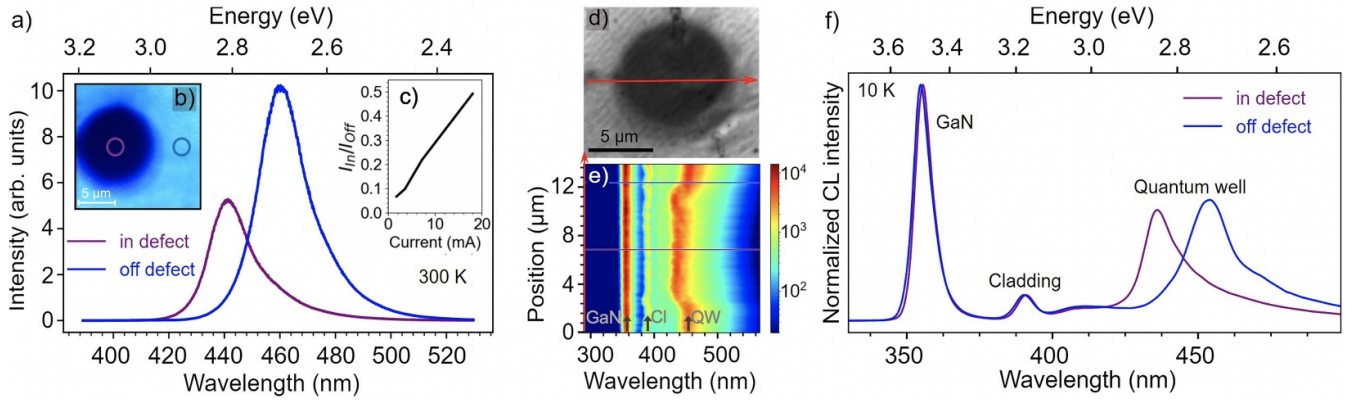 a)
Energy (eV)
3.2 3.0 2.8 2.6 2.4
Intensity (arb. units)
10
8
6
4
2
0
b)
5 µm
c)
I_In/I_Off
0.5
0.4
0.3
0.2
0.1
0.0
0 10 20
Current (mA)
in defect
off defect
300 K
400 420 440 460 480 500 520
Wavelength (nm)
d)
5 µm
e)
Position (µm)
12
8
4
0
GaN Cl QW
10^4
10^3
10^2
300 400 500
Wavelength (nm)
f)
Energy (eV)
3.6 3.4 3.2 3.0 2.8 2.6
Normalized CL intensity
10 K
in defect
off defect
GaN
Cladding
Quantum well
350 400 450
Wavelength (nm)